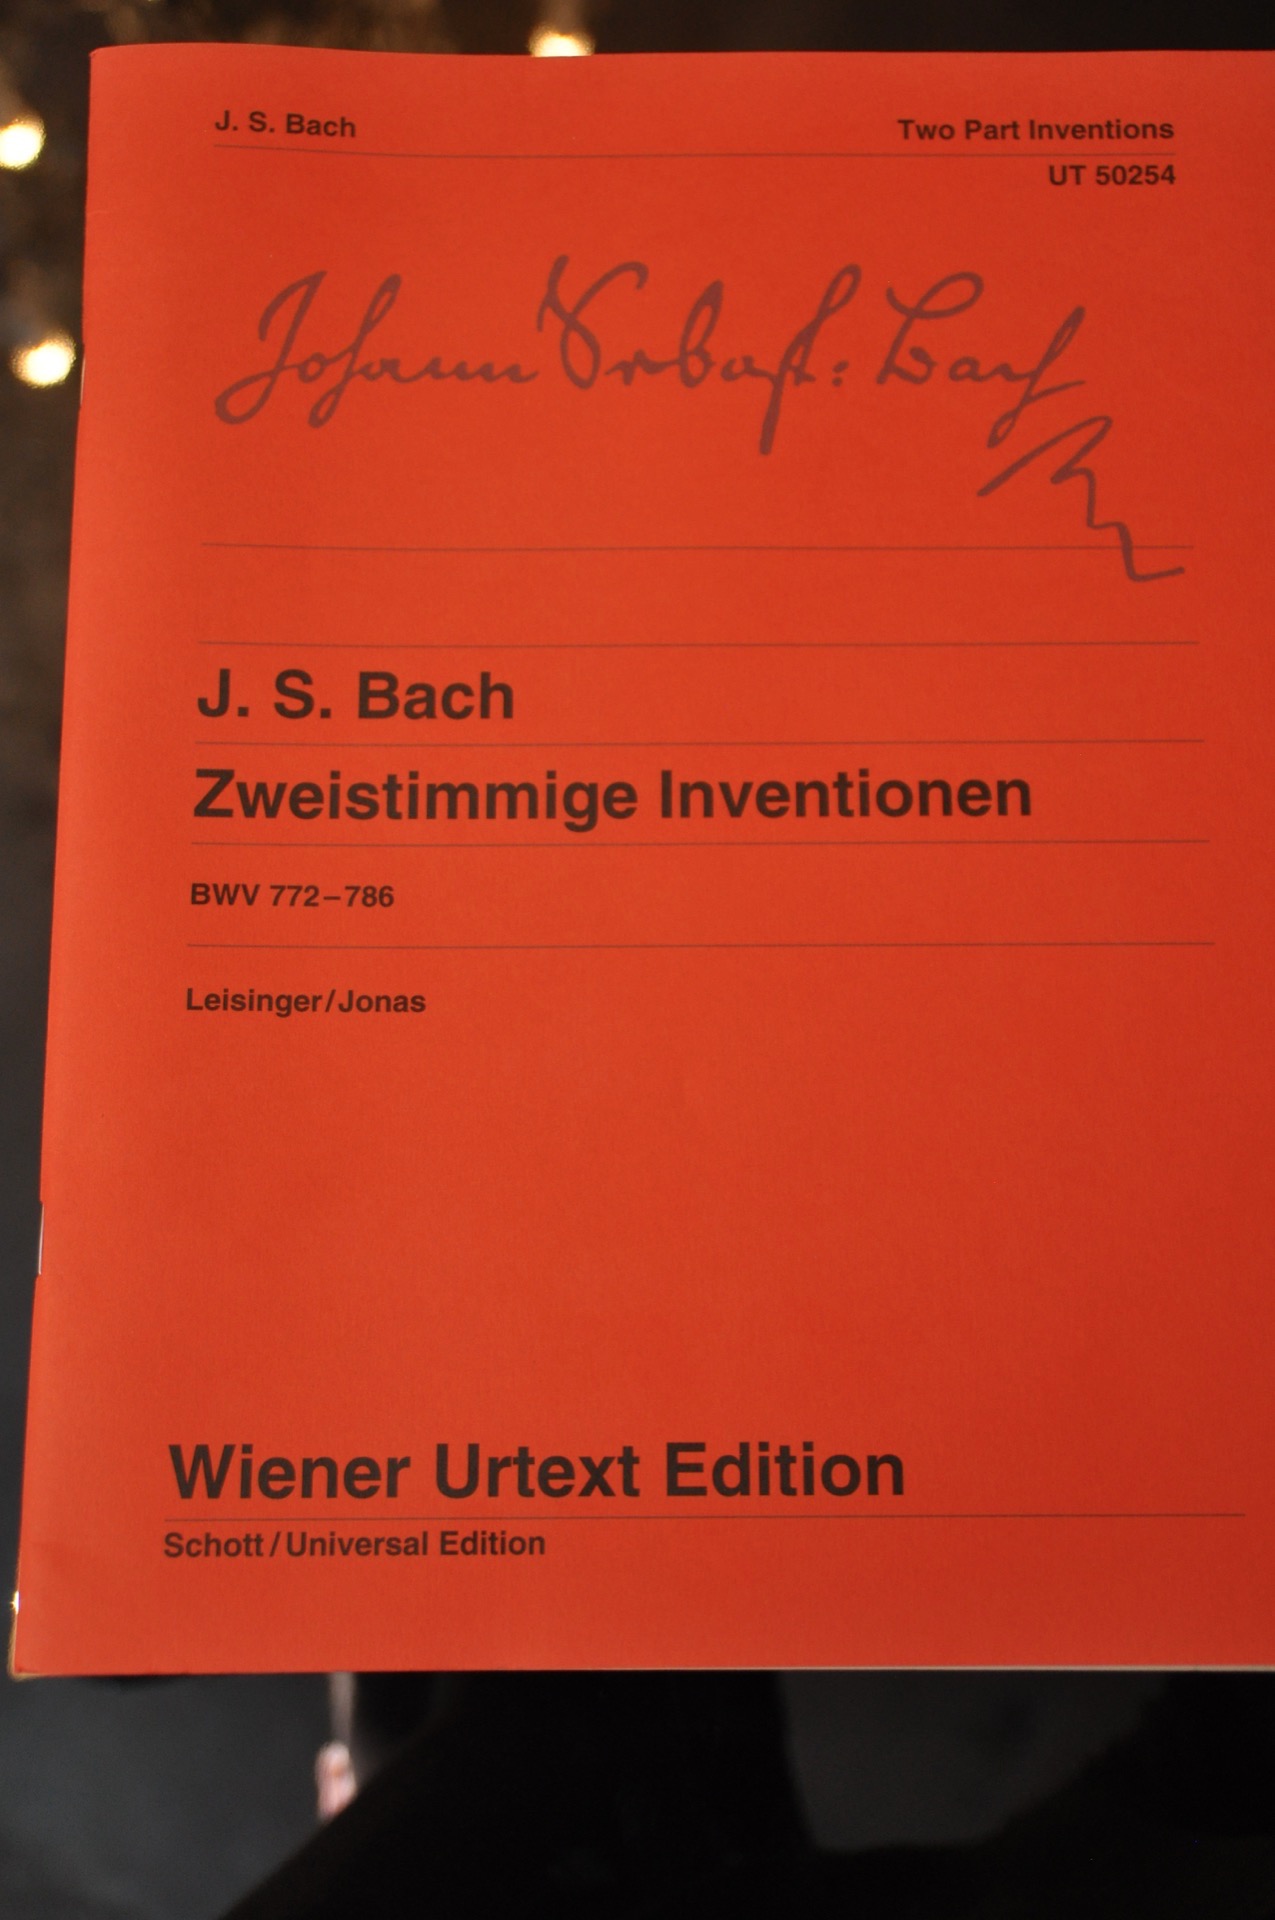 J. S. Bach
Two Part Inventions
UT 50254
Johann Sebast: Bach
J. S. Bach
Zweistimmige Inventionen
BWV 772–786
Leisinger/Jonas
Wiener Urtext Edition
Schott/Universal Edition